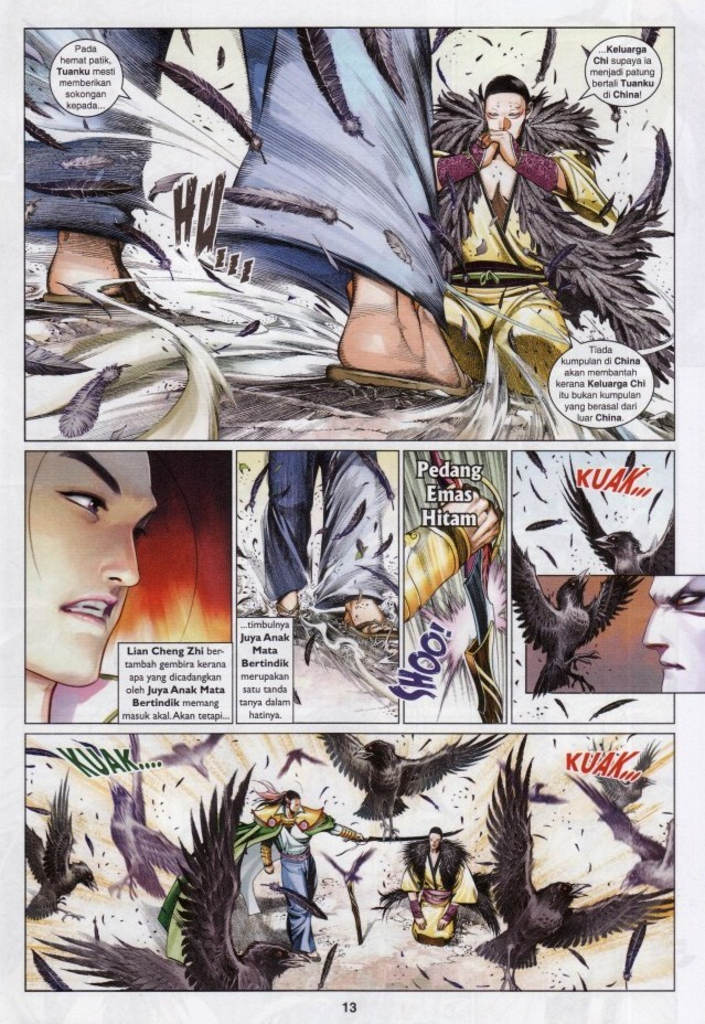 Pada
hemat patik,
Tuanku mesti
memberikan
sokongan
kepada...
...Keluarga
Chi supaya ia
menjadi patung
bertali Tuanku
di China!
HU...
Tiada
kumpulan di China
akan membantah
kerana Keluarga Chi
itu bukan kumpulan
yang berasal dari
luar China.
Lian Cheng Zhi ber-
tambah gembira kerana
apa yang dicadangkan
oleh Juya Anak Mata
Bertindih memang
masuk akal. Akan tetapi...
...timbulnya
Juya Anak
Mata
Bertindih
merupakan
satu tanda
tanya dalam
hatinya.
Pedang
Emas
Hitam
SHOO!
KUAK...
KUAK....
KUAK...
13